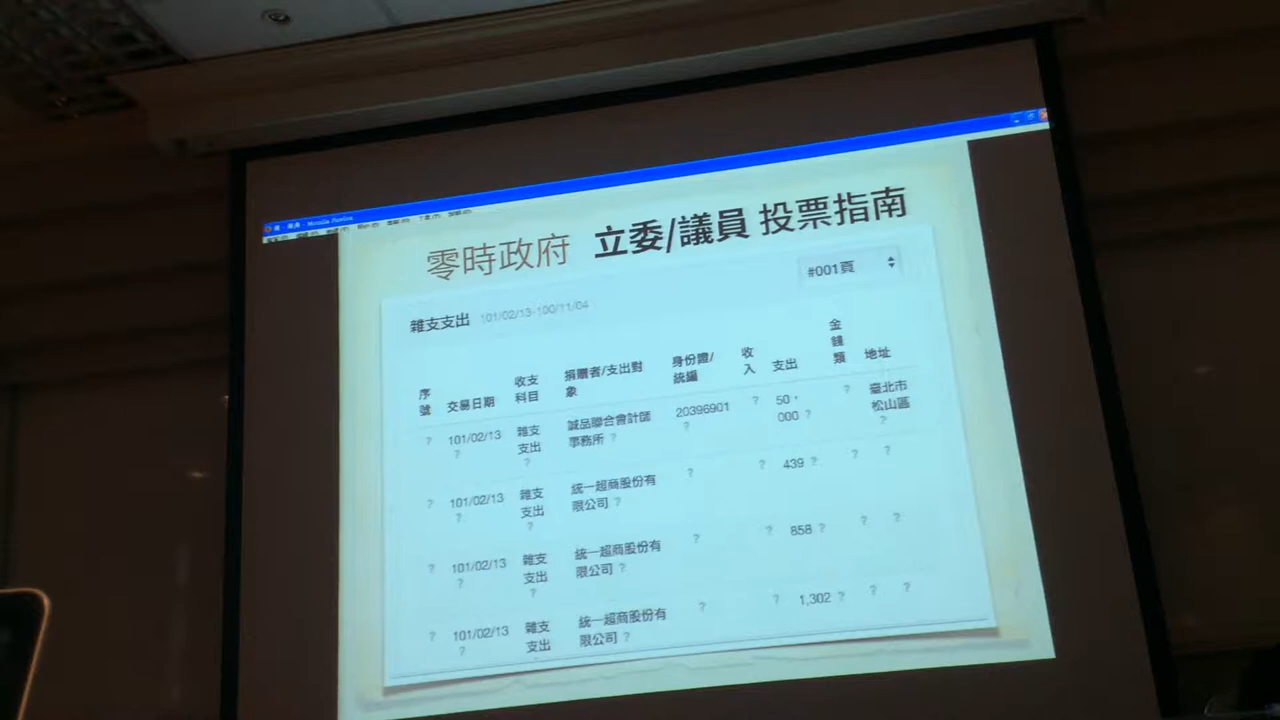 零時政府 立委/議員 投票指南
#001頁
雜支支出 101/02/13-100/11/04
序號 交易日期 收支科目 捐贈者/支出對象 身份證/統編 收入 支出 金錢類 地址
? 101/02/13 ? 雜支支出 ? 誠品聯合會計師事務所 ? 20396901 ? ? 50,000 ? ? 臺北市松山區 ?
? 101/02/13 ? 雜支支出 ? 統一超商股份有限公司 ? ? ? 439 ? ? ?
? 101/02/13 ? 雜支支出 ? 統一超商股份有限公司 ? ? ? 858 ? ? ?
? 101/02/13 ? 雜支支出 統一超商股份有限公司 ? ? ? 1,302 ? ? ?